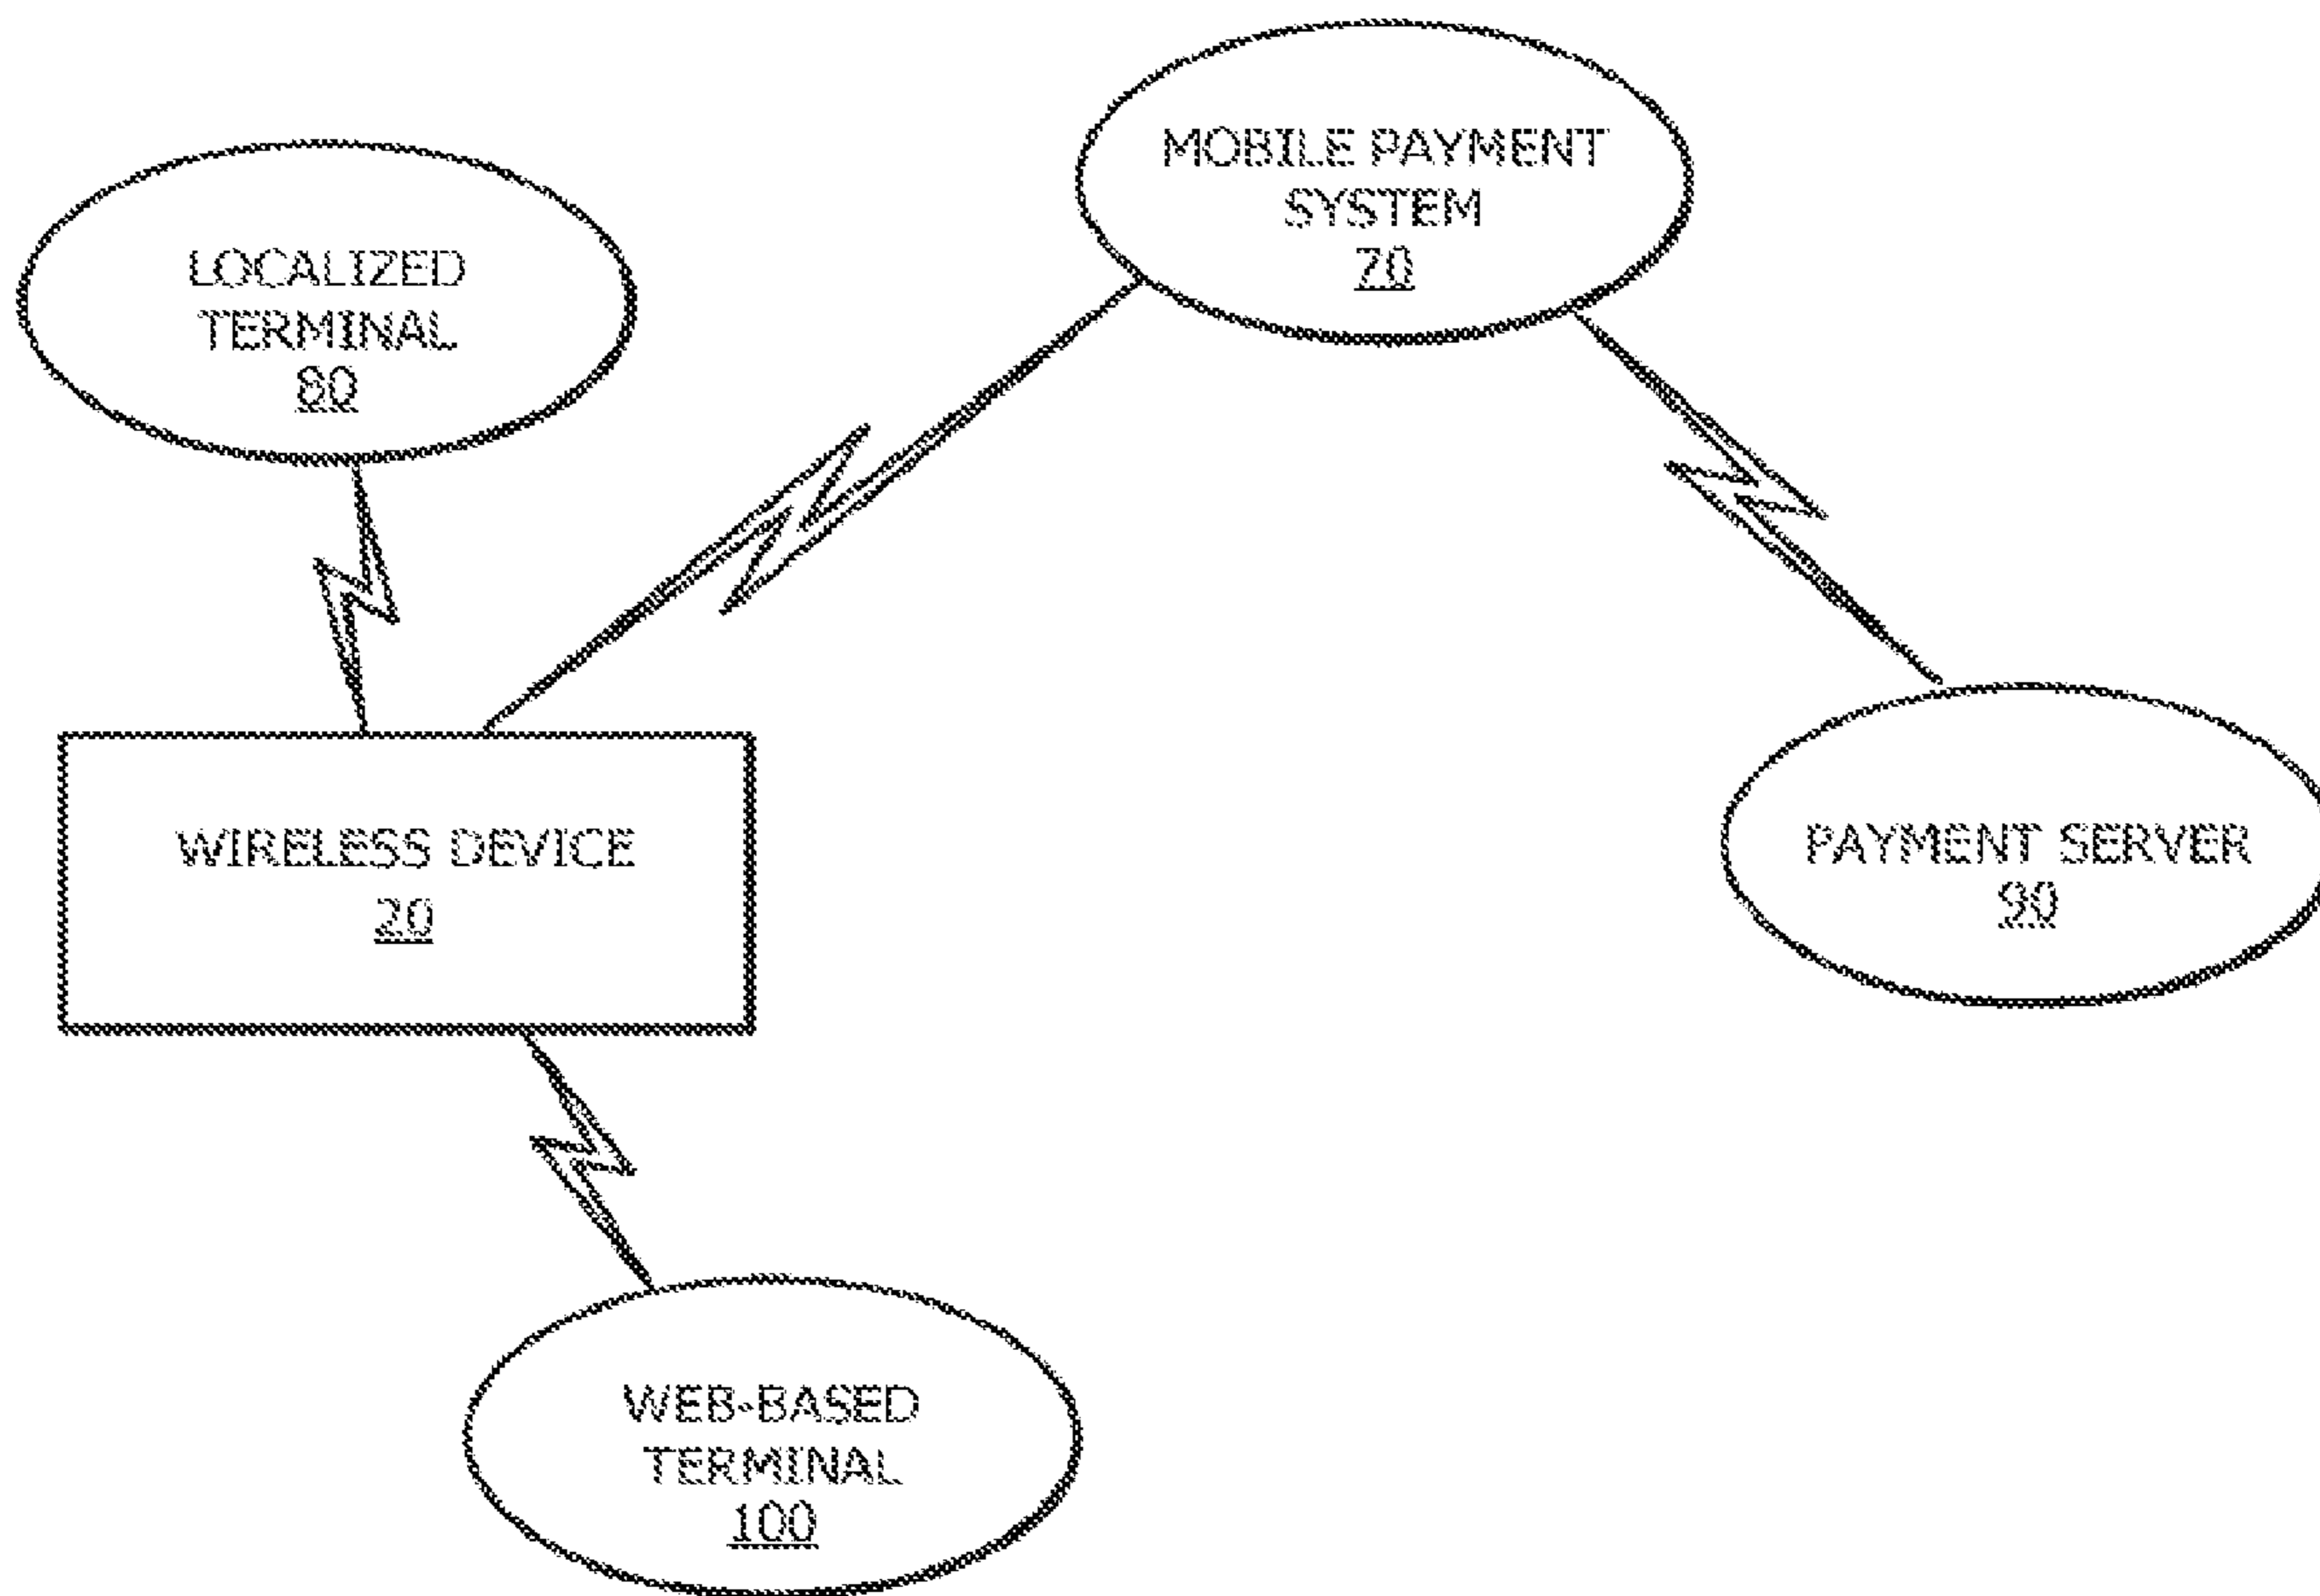 MOBILE PAYMENT
SYSTEM
70
LOCALIZED
TERMINAL
80
WIRELESS DEVICE
20
PAYMENT SERVER
90
WEB-BASED
TERMINAL
100